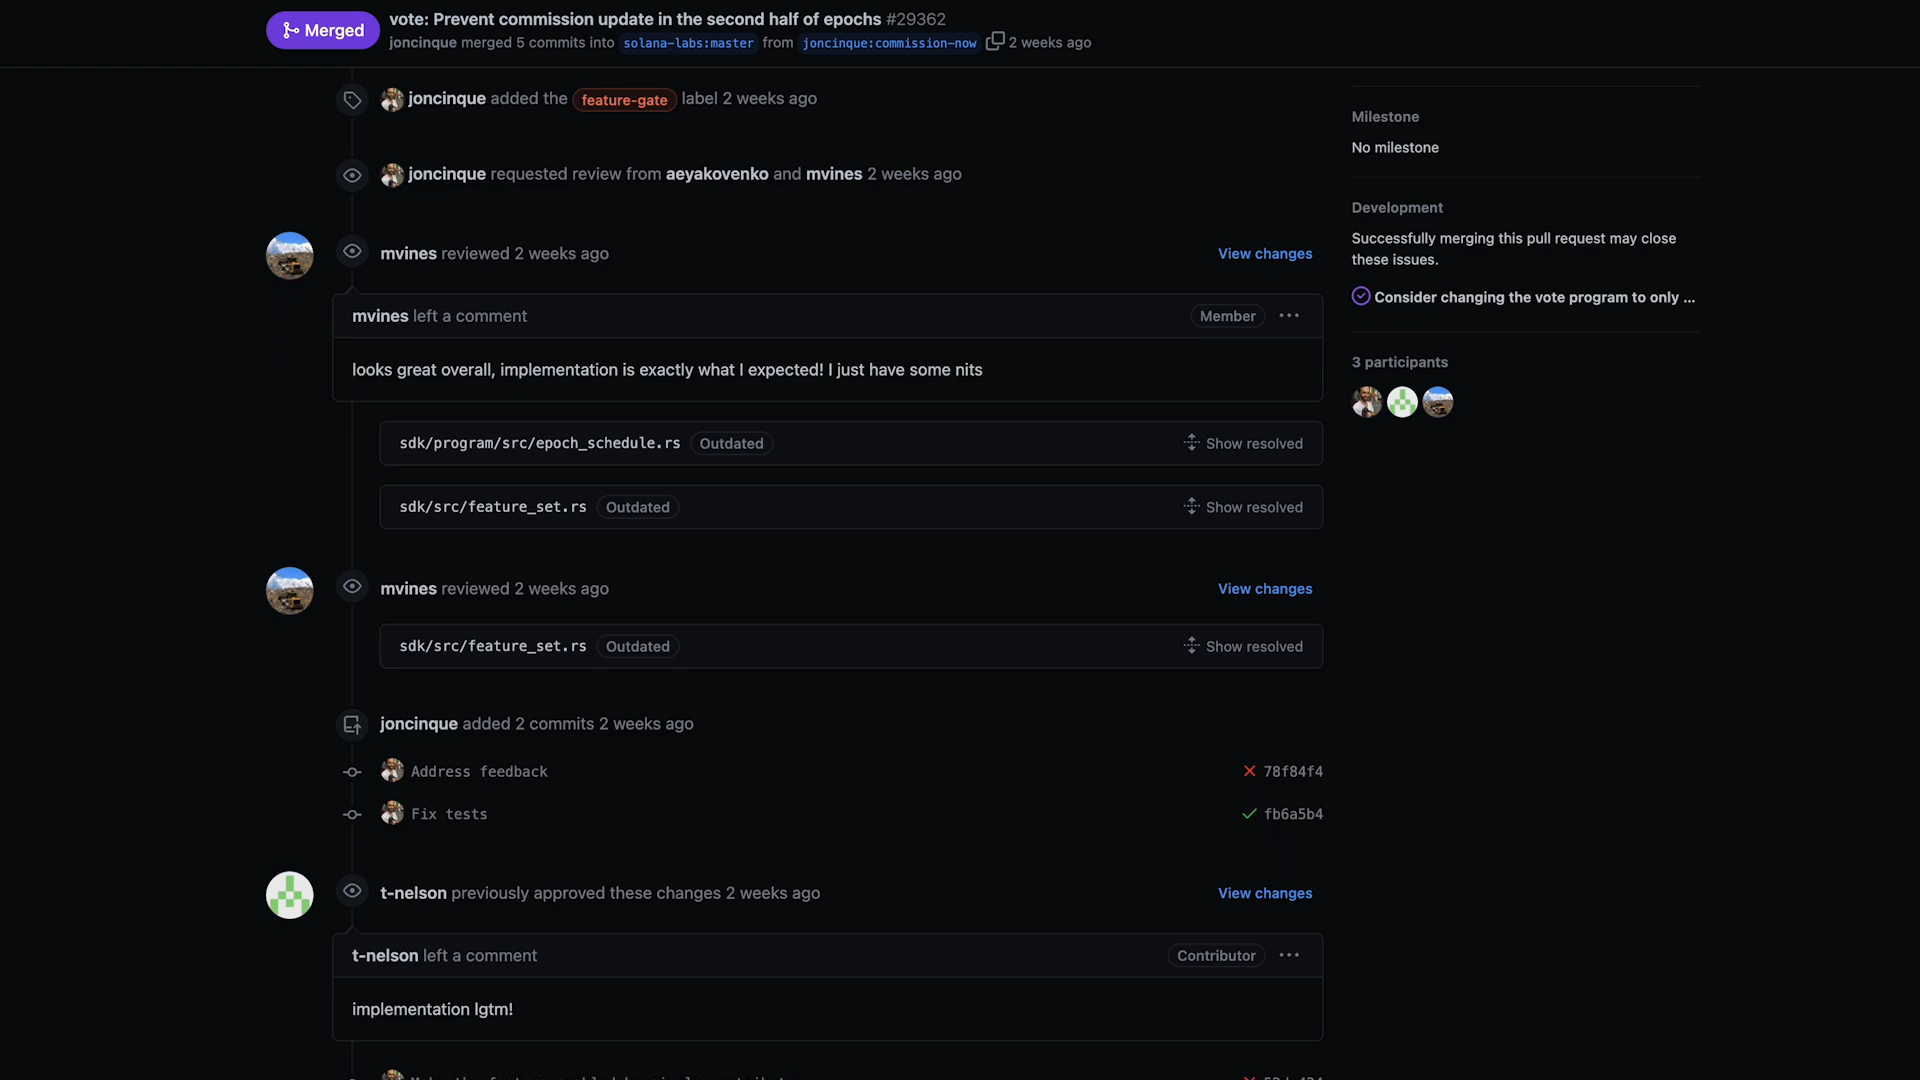 Merged
vote: Prevent commission update in the second half of epochs #29362
joncinque merged 5 commits into solana-labs:master from joncinque:commission-now 2 weeks ago
joncinque added the feature-gate label 2 weeks ago
joncinque requested review from aeyakovenko and mvines 2 weeks ago
mvines reviewed 2 weeks ago
View changes
mvines left a comment
Member
looks great overall, implementation is exactly what I expected! I just have some nits
sdk/program/src/epoch_schedule.rs Outdated
Show resolved
sdk/src/feature_set.rs Outdated
Show resolved
mvines reviewed 2 weeks ago
View changes
sdk/src/feature_set.rs Outdated
Show resolved
joncinque added 2 commits 2 weeks ago
Address feedback
78f84f4
Fix tests
fb6a5b4
t-nelson previously approved these changes 2 weeks ago
View changes
t-nelson left a comment
Contributor
implementation lgtm!
Milestone
No milestone
Development
Successfully merging this pull request may close
these issues.
Consider changing the vote program to only ...
3 participants